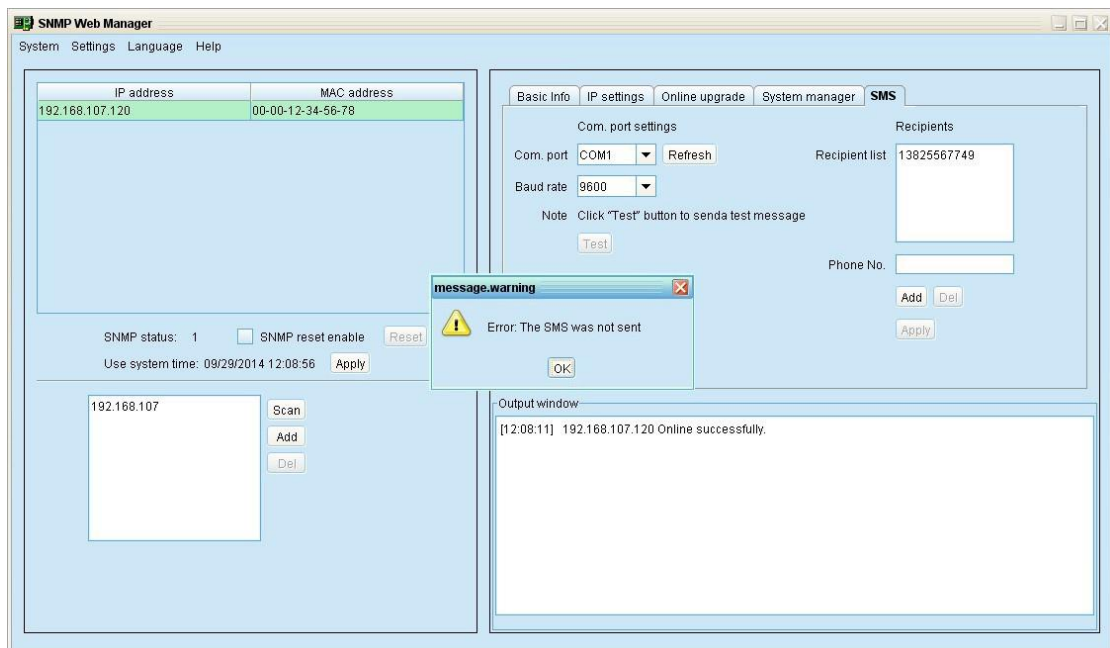 SNMP Web Manager
System Settings Language Help
IP address MAC address
192.168.107.120 00-00-12-34-56-78
SNMP status: 1 SNMP reset enable Reset
Use system time: 09/29/2014 12:08:56 Apply
192.168.107
Scan
Add
Del
Basic Info IP settings Online upgrade System manager SMS
Com. port settings
Com. port COM1 Refresh
Baud rate 9600
Note Click "Test" button to senda test message
Test
Recipients
Recipient list 13825567749
Phone No.
Add Del
Apply
message.warning
Error: The SMS was not sent
OK
Output window
[12:08:11] 192.168.107.120 Online successfully.